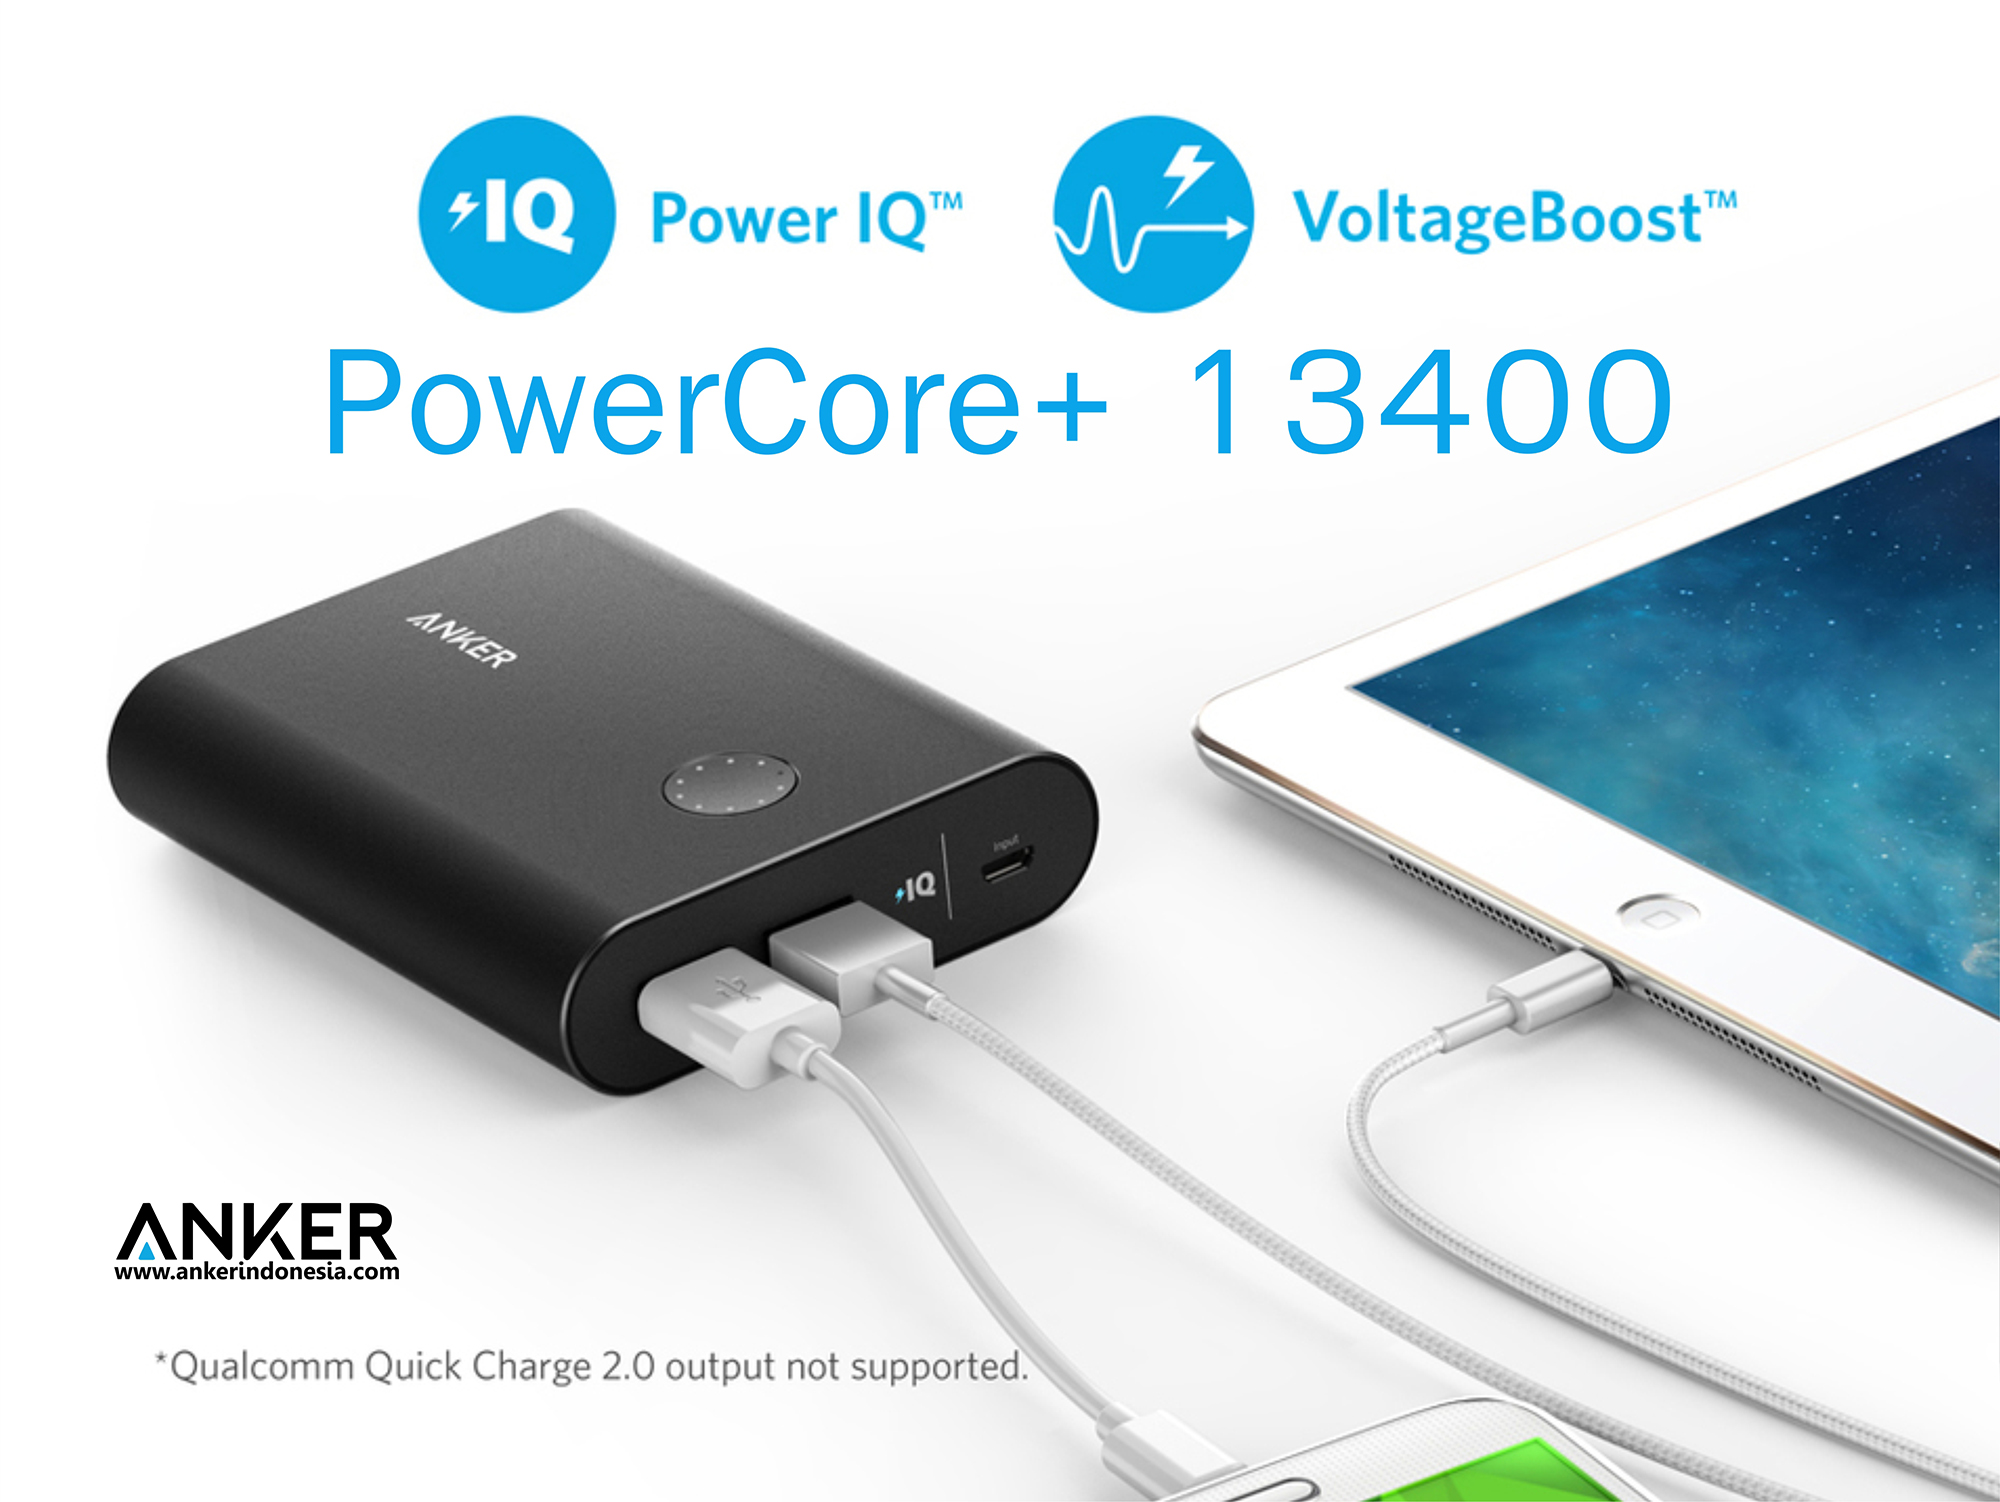 IQ Power IQ™ VoltageBoost™
PowerCore+ 13400
ANKER
Input
IQ
ANKER
www.ankerindonesia.com
*Qualcomm Quick Charge 2.0 output not supported.